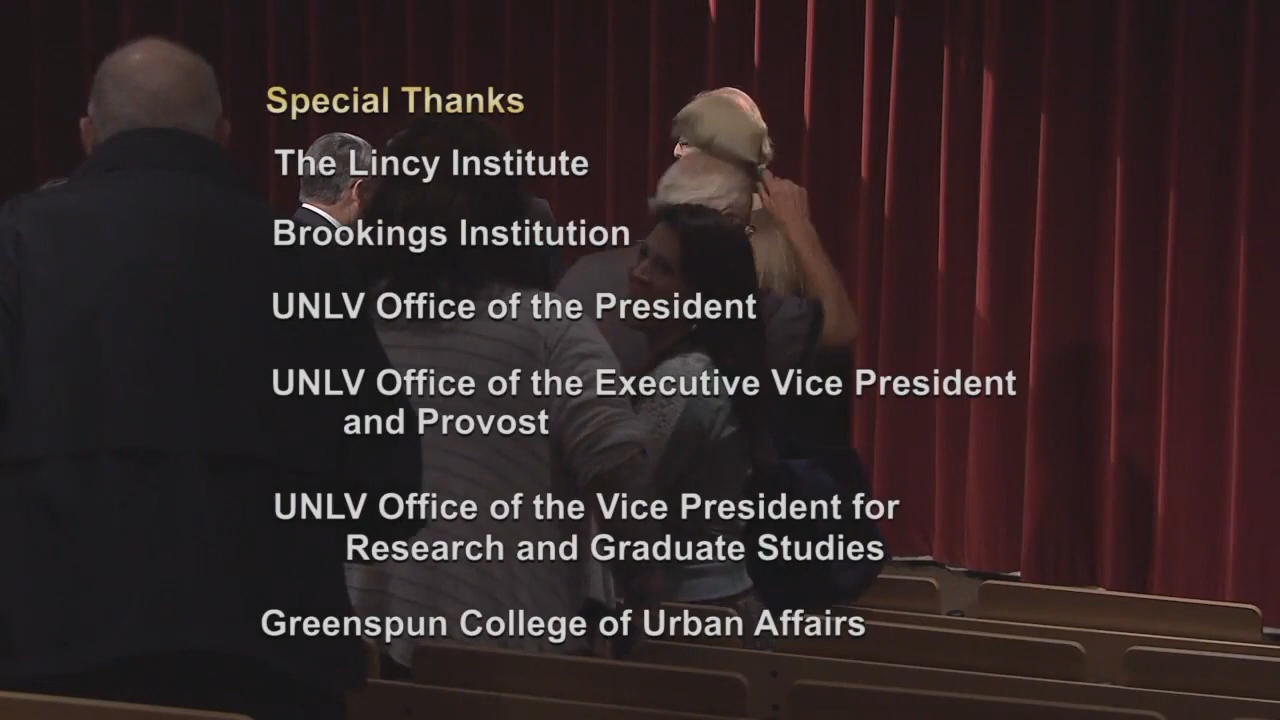 Special Thanks
The Lincy Institute
Brookings Institution
UNLV Office of the President
UNLV Office of the Executive Vice President
and Provost
UNLV Office of the Vice President for
Research and Graduate Studies
Greenspun College of Urban Affairs